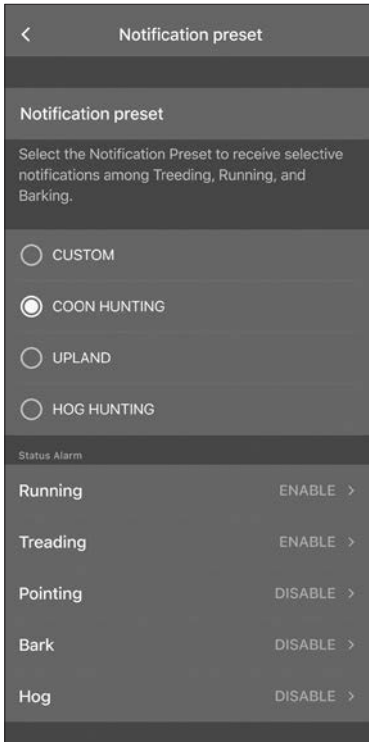 Notification preset
Notification preset
Select the Notification Preset to receive selective
notifications among Treeding, Running, and
Barking.
CUSTOM
COON HUNTING
UPLAND
HOG HUNTING
Status Alarm
Running ENABLE >
Treading ENABLE >
Pointing DISABLE >
Bark DISABLE >
Hog DISABLE >